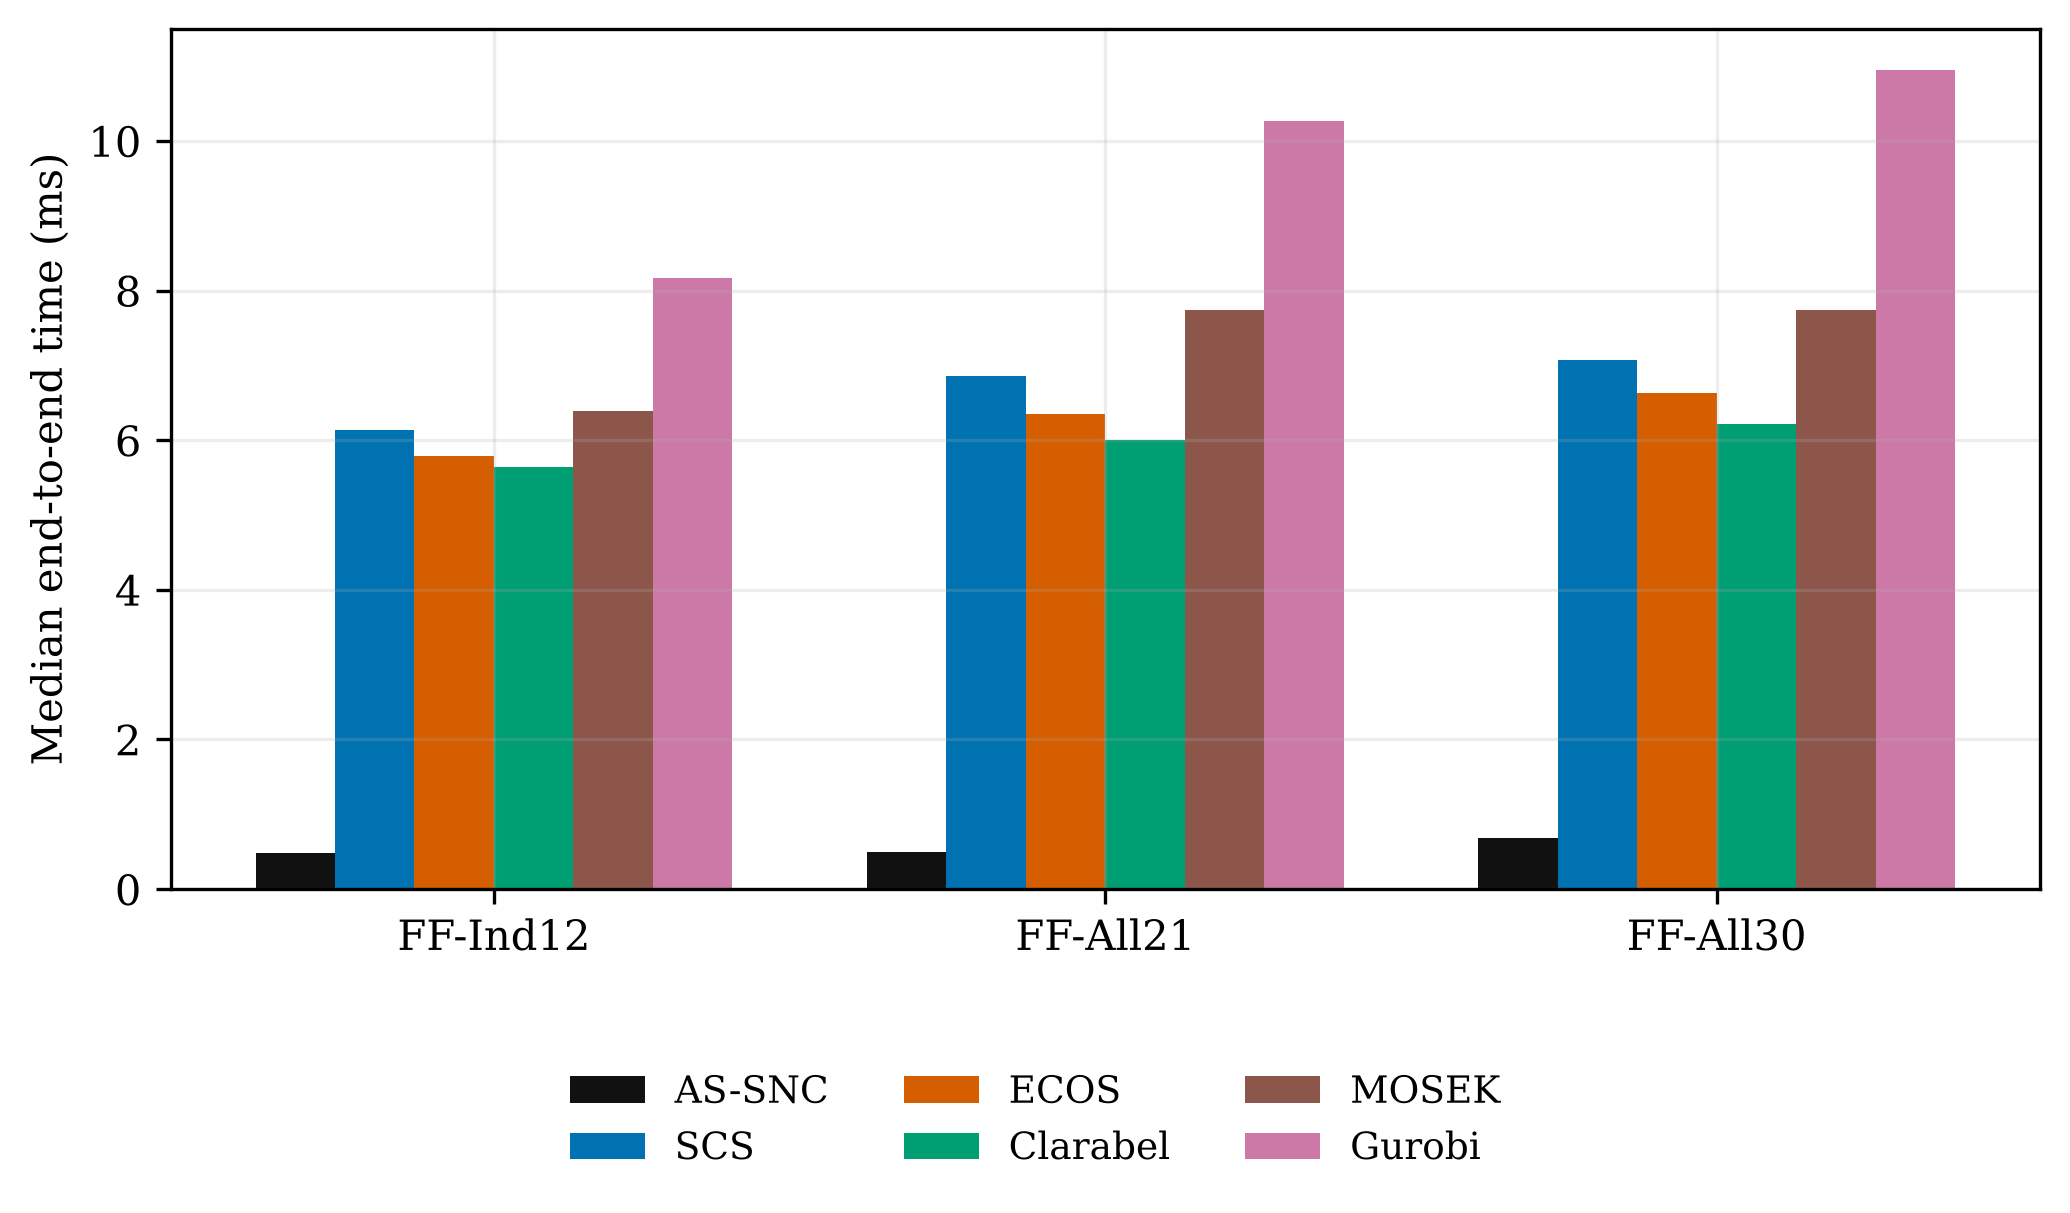 Median end-to-end time (ms)
10
8
6
4
2
0
FF-Ind12 FF-All21 FF-All30
AS-SNC ECOS MOSEK
SCS Clarabel Gurobi